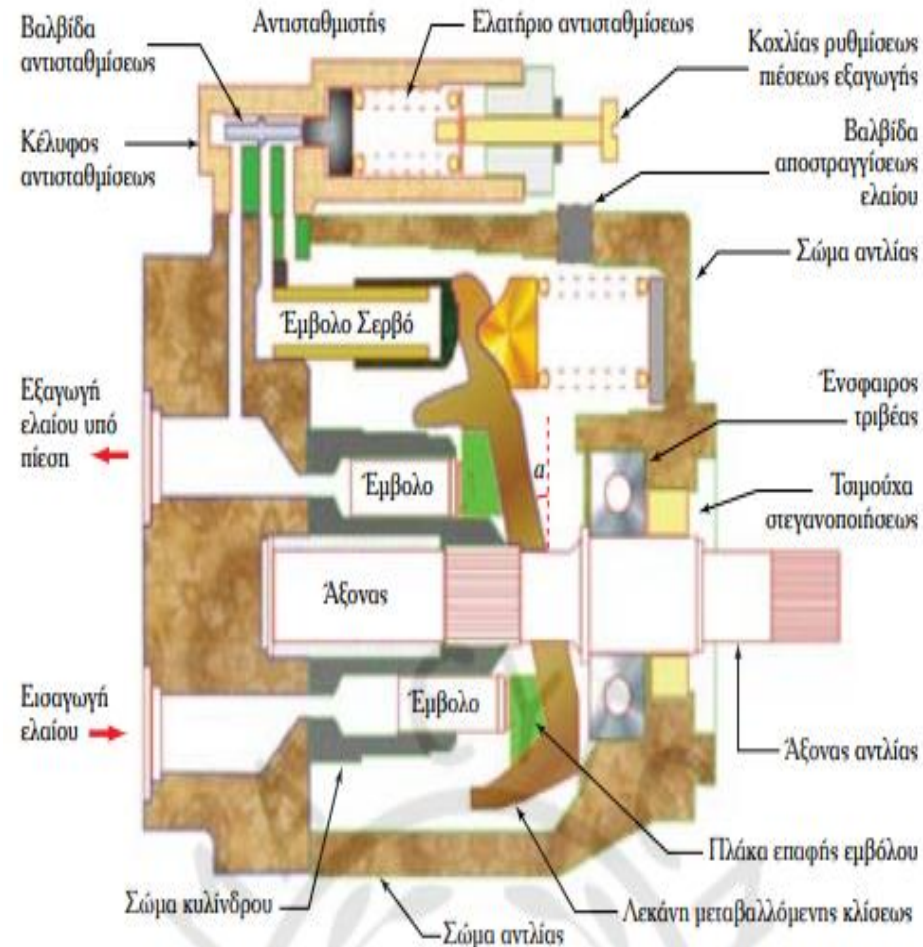 Βαλβίδα
αντισταθμίσεως
Αντισταθμιστής
Ελατήριο αντισταθμίσεως
Κοχλίας ρυθμίσεως
πιέσεως εξαγωγής
Κέλυφος
αντισταθμίσεως
Βαλβίδα
αποστραγγίσεως
ελαίου
Σώμα αντλίας
Έμβολο Σερβό
Εξαγωγή
ελαίου υπό
πίεση
Ένσφαιρος
τριβέας
Έμβολο
a
Τσιμούχα
στεγανοποιήσεως
Άξονας
Εισαγωγή
ελαίου
Έμβολο
Άξονας αντλίας
Πλάκα επαφής εμβόλου
Σώμα κυλίνδρου
Λεκάνη μεταβαλλόμενης κλίσεως
Σώμα αντλίας